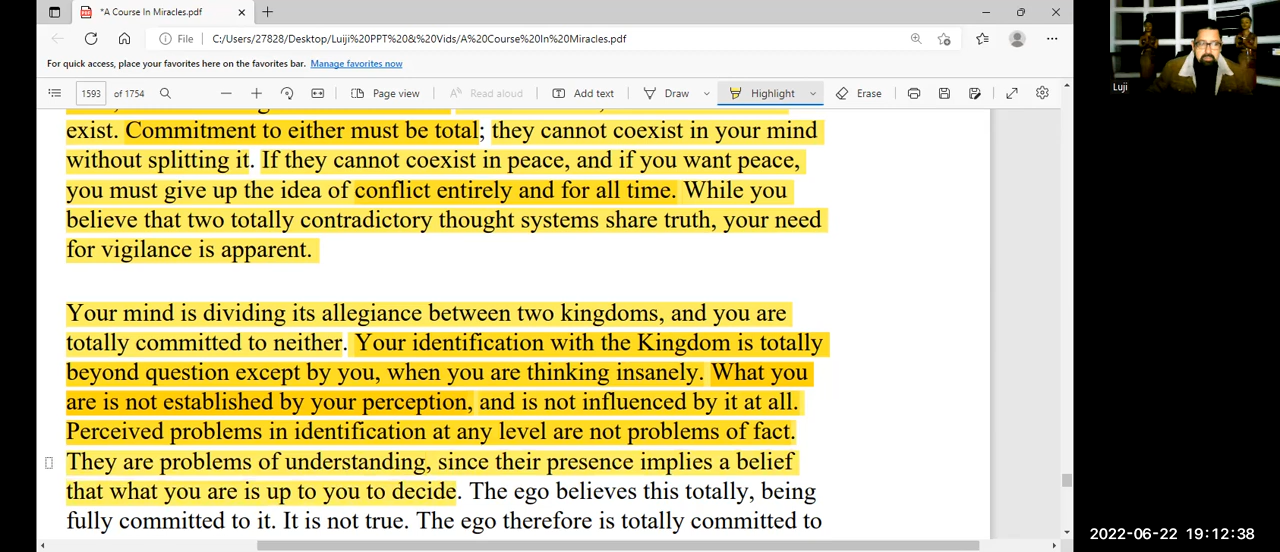 *A Course In Miracles.pdf
File C:/Users/27828/Desktop/Luiji%20PPT%20&%20Vids/A%20Course%20In%20Miracles.pdf
For quick access, place your favorites here on the favorites bar. Manage favorites now
1593 of 1754 Page view Read aloud Add text Draw Highlight Erase
exist. Commitment to either must be total; they cannot coexist in your mind
without splitting it. If they cannot coexist in peace, and if you want peace,
you must give up the idea of conflict entirely and for all time. While you
believe that two totally contradictory thought systems share truth, your need
for vigilance is apparent.
Your mind is dividing its allegiance between two kingdoms, and you are
totally committed to neither. Your identification with the Kingdom is totally
beyond question except by you, when you are thinking insanely. What you
are is not established by your perception, and is not influenced by it at all.
Perceived problems in identification at any level are not problems of fact.
They are problems of understanding, since their presence implies a belief
that what you are is up to you to decide. The ego believes this totally, being
fully committed to it. It is not true. The ego therefore is totally committed to
Luji
2022-06-22 19:12:38